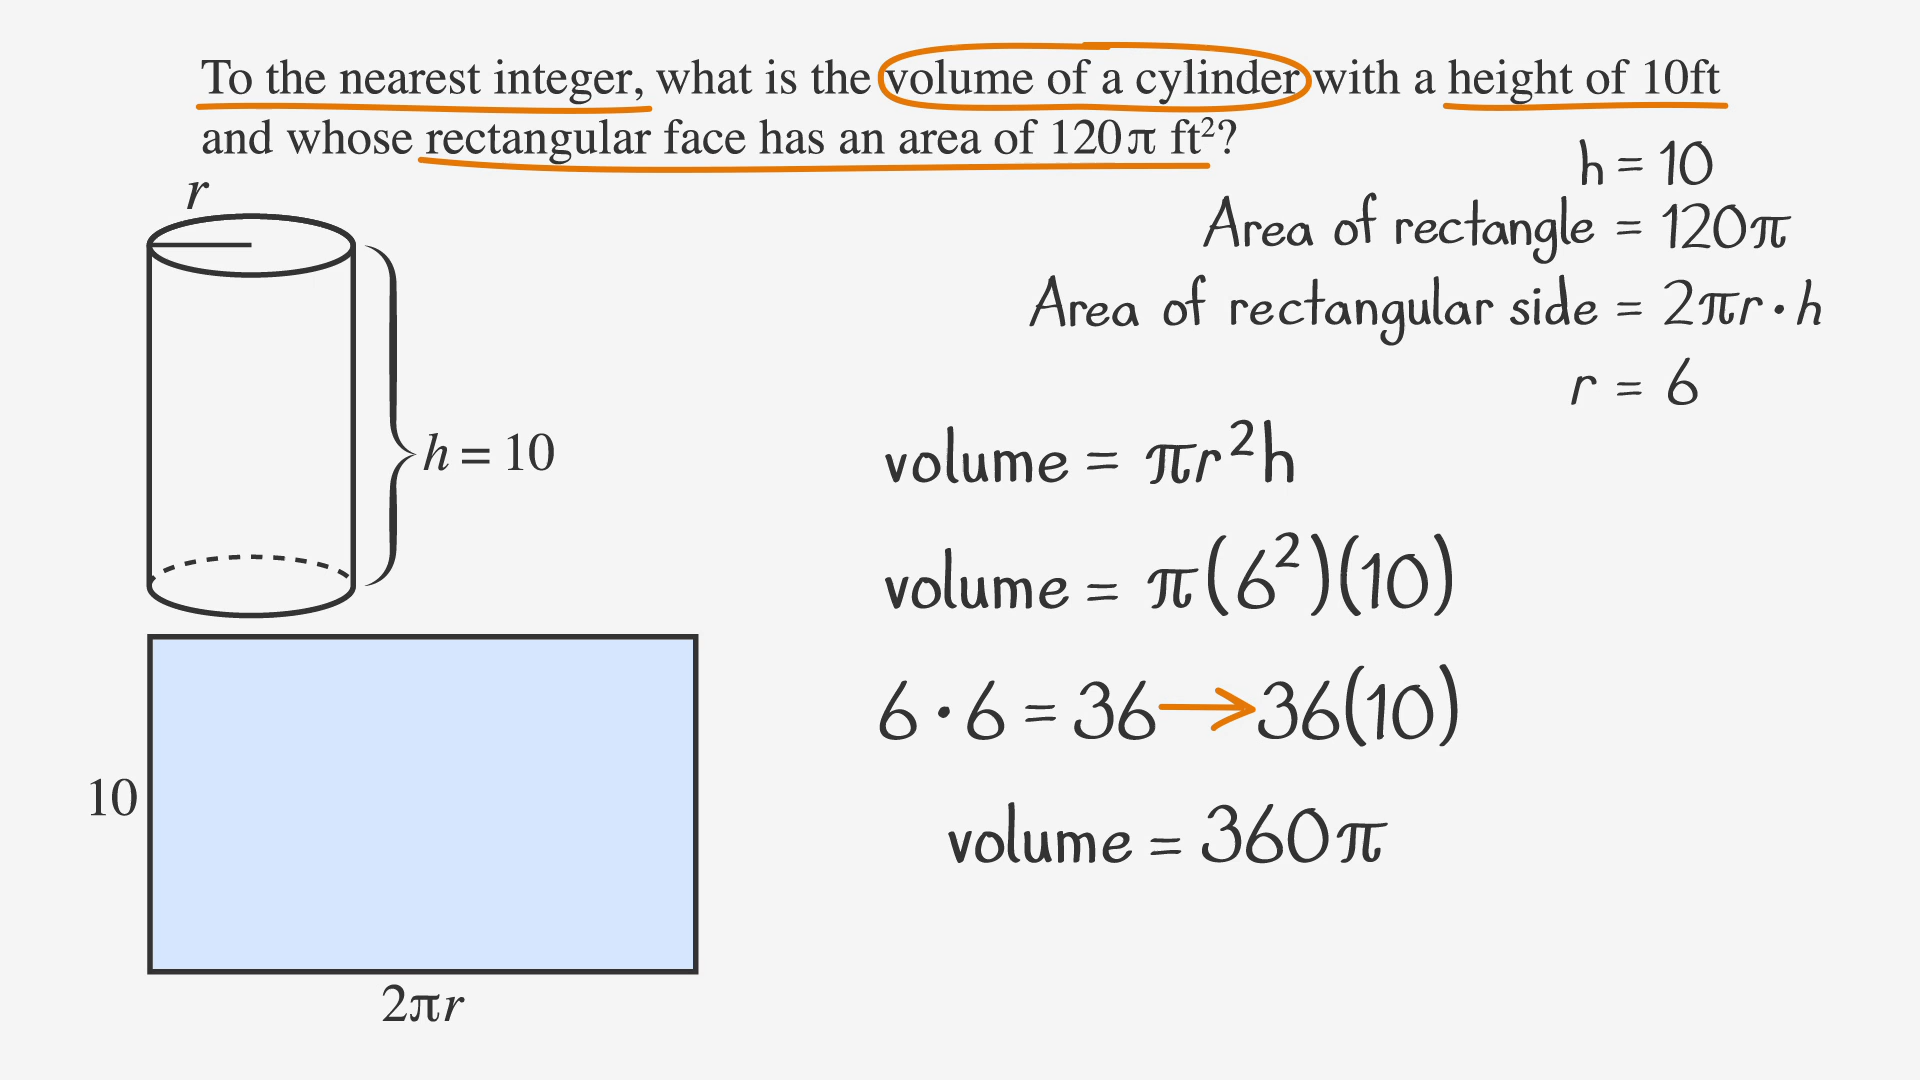 To the nearest integer, what is the volume of a cylinder with a height of 10ft
and whose rectangular face has an area of 120π ft²?
h = 10
Area of rectangle = 120π
Area of rectangular side = 2πr · h
r = 6
r
h = 10
volume = πr²h
volume = π(6²)(10)
6 · 6 = 36 → 36(10)
volume = 360π
10
2πr